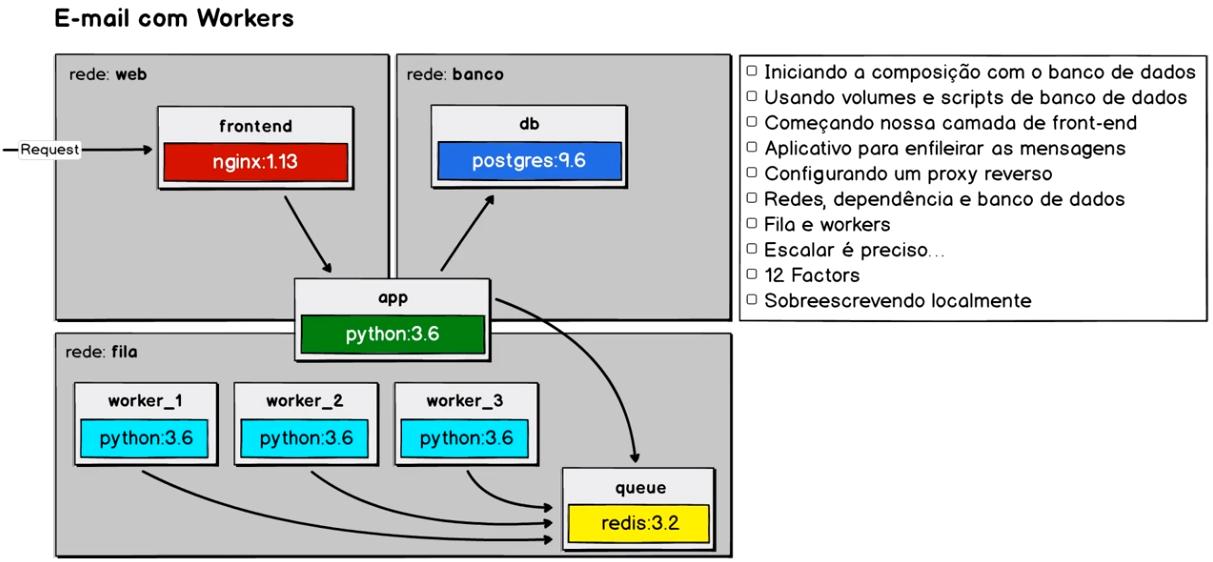 E-mail com Workers
rede: web
frontend
nginx:1.13
Request
rede: banco
db
postgres:9.6
app
python:3.6
rede: fila
worker_1
python:3.6
worker_2
python:3.6
worker_3
python:3.6
queue
redis:3.2
Iniciando a composição com o banco de dados
Usando volumes e scripts de banco de dados
Começando nossa camada de front-end
Aplicativo para enfileirar as mensagens
Configurando um proxy reverso
Redes, dependência e banco de dados
Fila e workers
Escalar é preciso...
12 Factors
Sobreescrevendo localmente